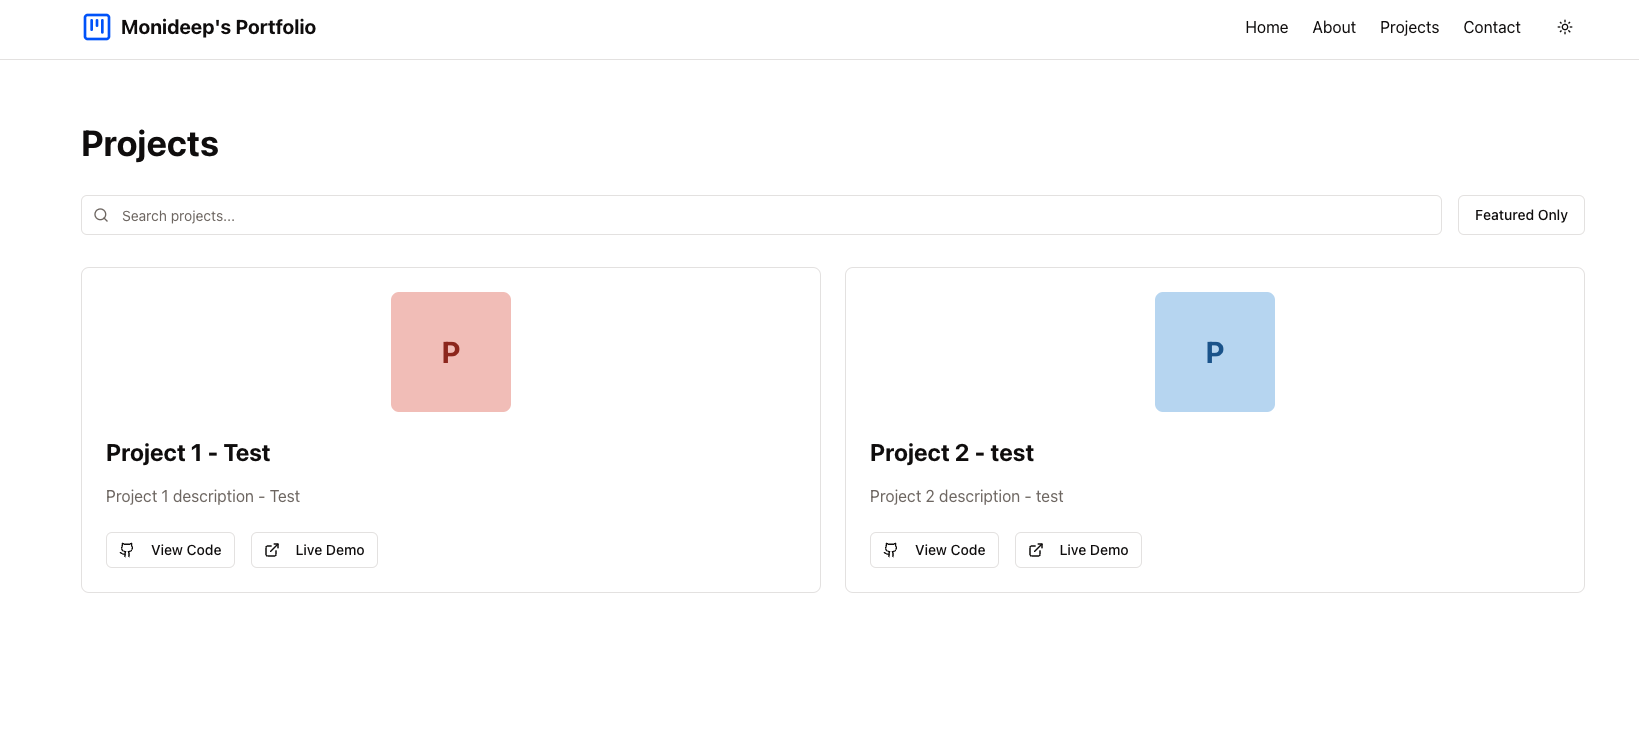 Monideep's Portfolio
Home About Projects Contact
Projects
Search projects...
Featured Only
P
Project 1 - Test
Project 1 description - Test
View Code Live Demo
P
Project 2 - test
Project 2 description - test
View Code Live Demo